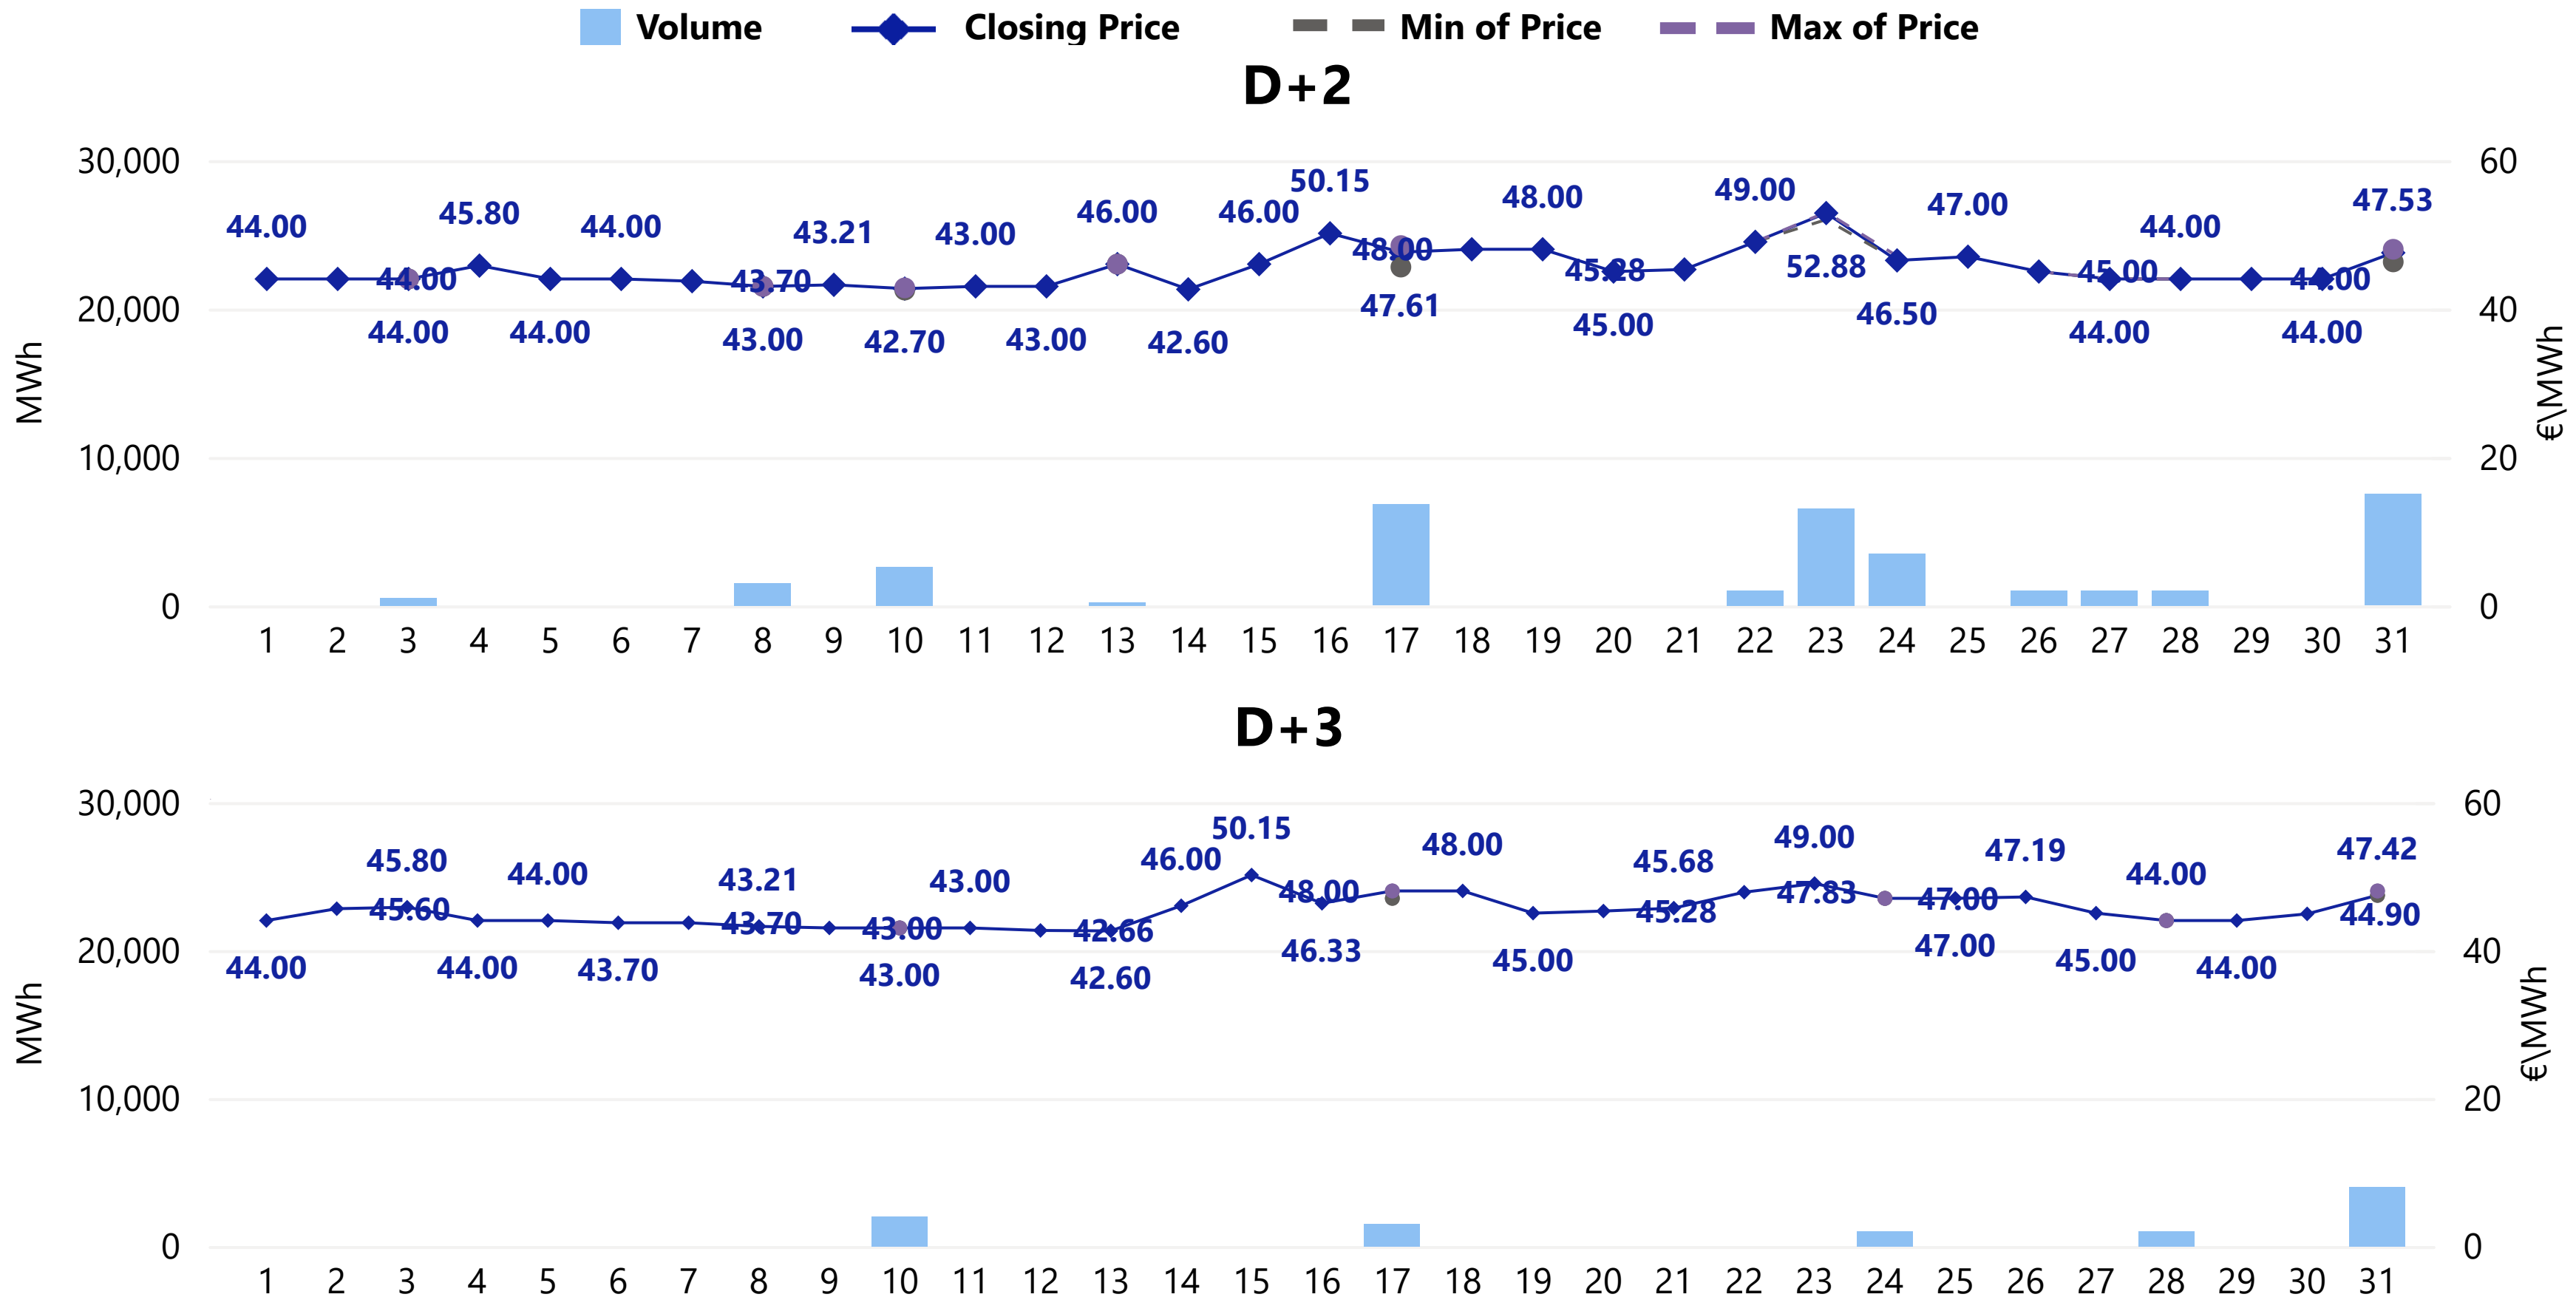 Volume Closing Price Min of Price Max of Price
D+2
30,000 60
50.15
49.00
48.00 47.00 47.53
45.80 46.00 46.00
44.00 44.00 43.21 43.00 44.00
44.00 43.70 48.00 45.28 52.88 45.00 44.00
20,000 40
44.00 44.00 43.00 42.70 43.00 42.60 47.61 45.00 46.50 44.00 44.00
MWh
€\MWh
10,000 20
0 0
1 2 3 4 5 6 7 8 9 10 11 12 13 14 15 16 17 18 19 20 21 22 23 24 25 26 27 28 29 30 31
D+3
30,000 60
50.15 49.00
45.80 44.00 43.21 43.00 46.00 48.00 45.68 47.19 44.00 47.42
45.60 43.70 43.00 42.66 48.00 45.28 47.83 47.00 44.90
20,000 40
44.00 44.00 43.70 43.00 42.60 46.33 45.00 47.00 45.00 44.00
MWh
€\MWh
10,000 20
0 0
1 2 3 4 5 6 7 8 9 10 11 12 13 14 15 16 17 18 19 20 21 22 23 24 25 26 27 28 29 30 31